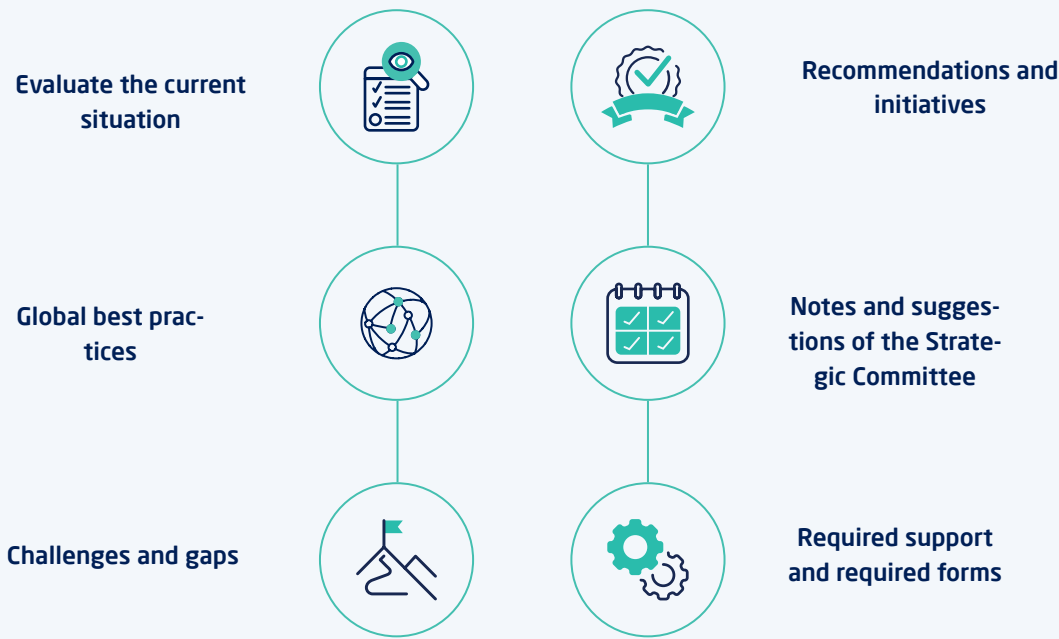 Evaluate the current
situation
Global best prac-
tices
Challenges and gaps
Recommendations and
initiatives
Notes and sugges-
tions of the Strate-
gic Committee
Required support
and required forms